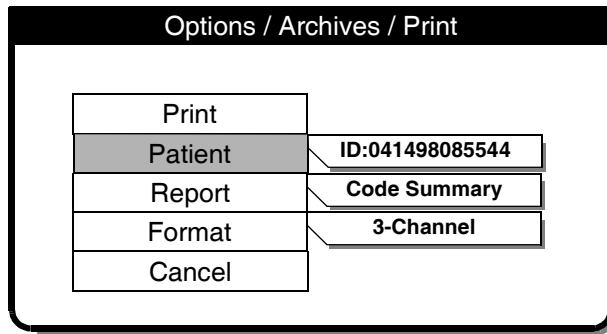 Options / Archives / Print
Print
Patient ID:041498085544
Report Code Summary
Format 3-Channel
Cancel